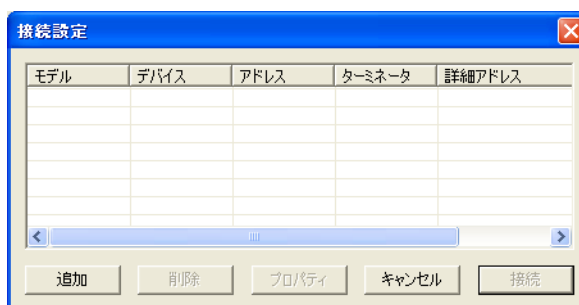 接続設定
モデル デバイス アドレス ターミネータ 詳細アドレス
追加 削除 プロパティ キャンセル 接続